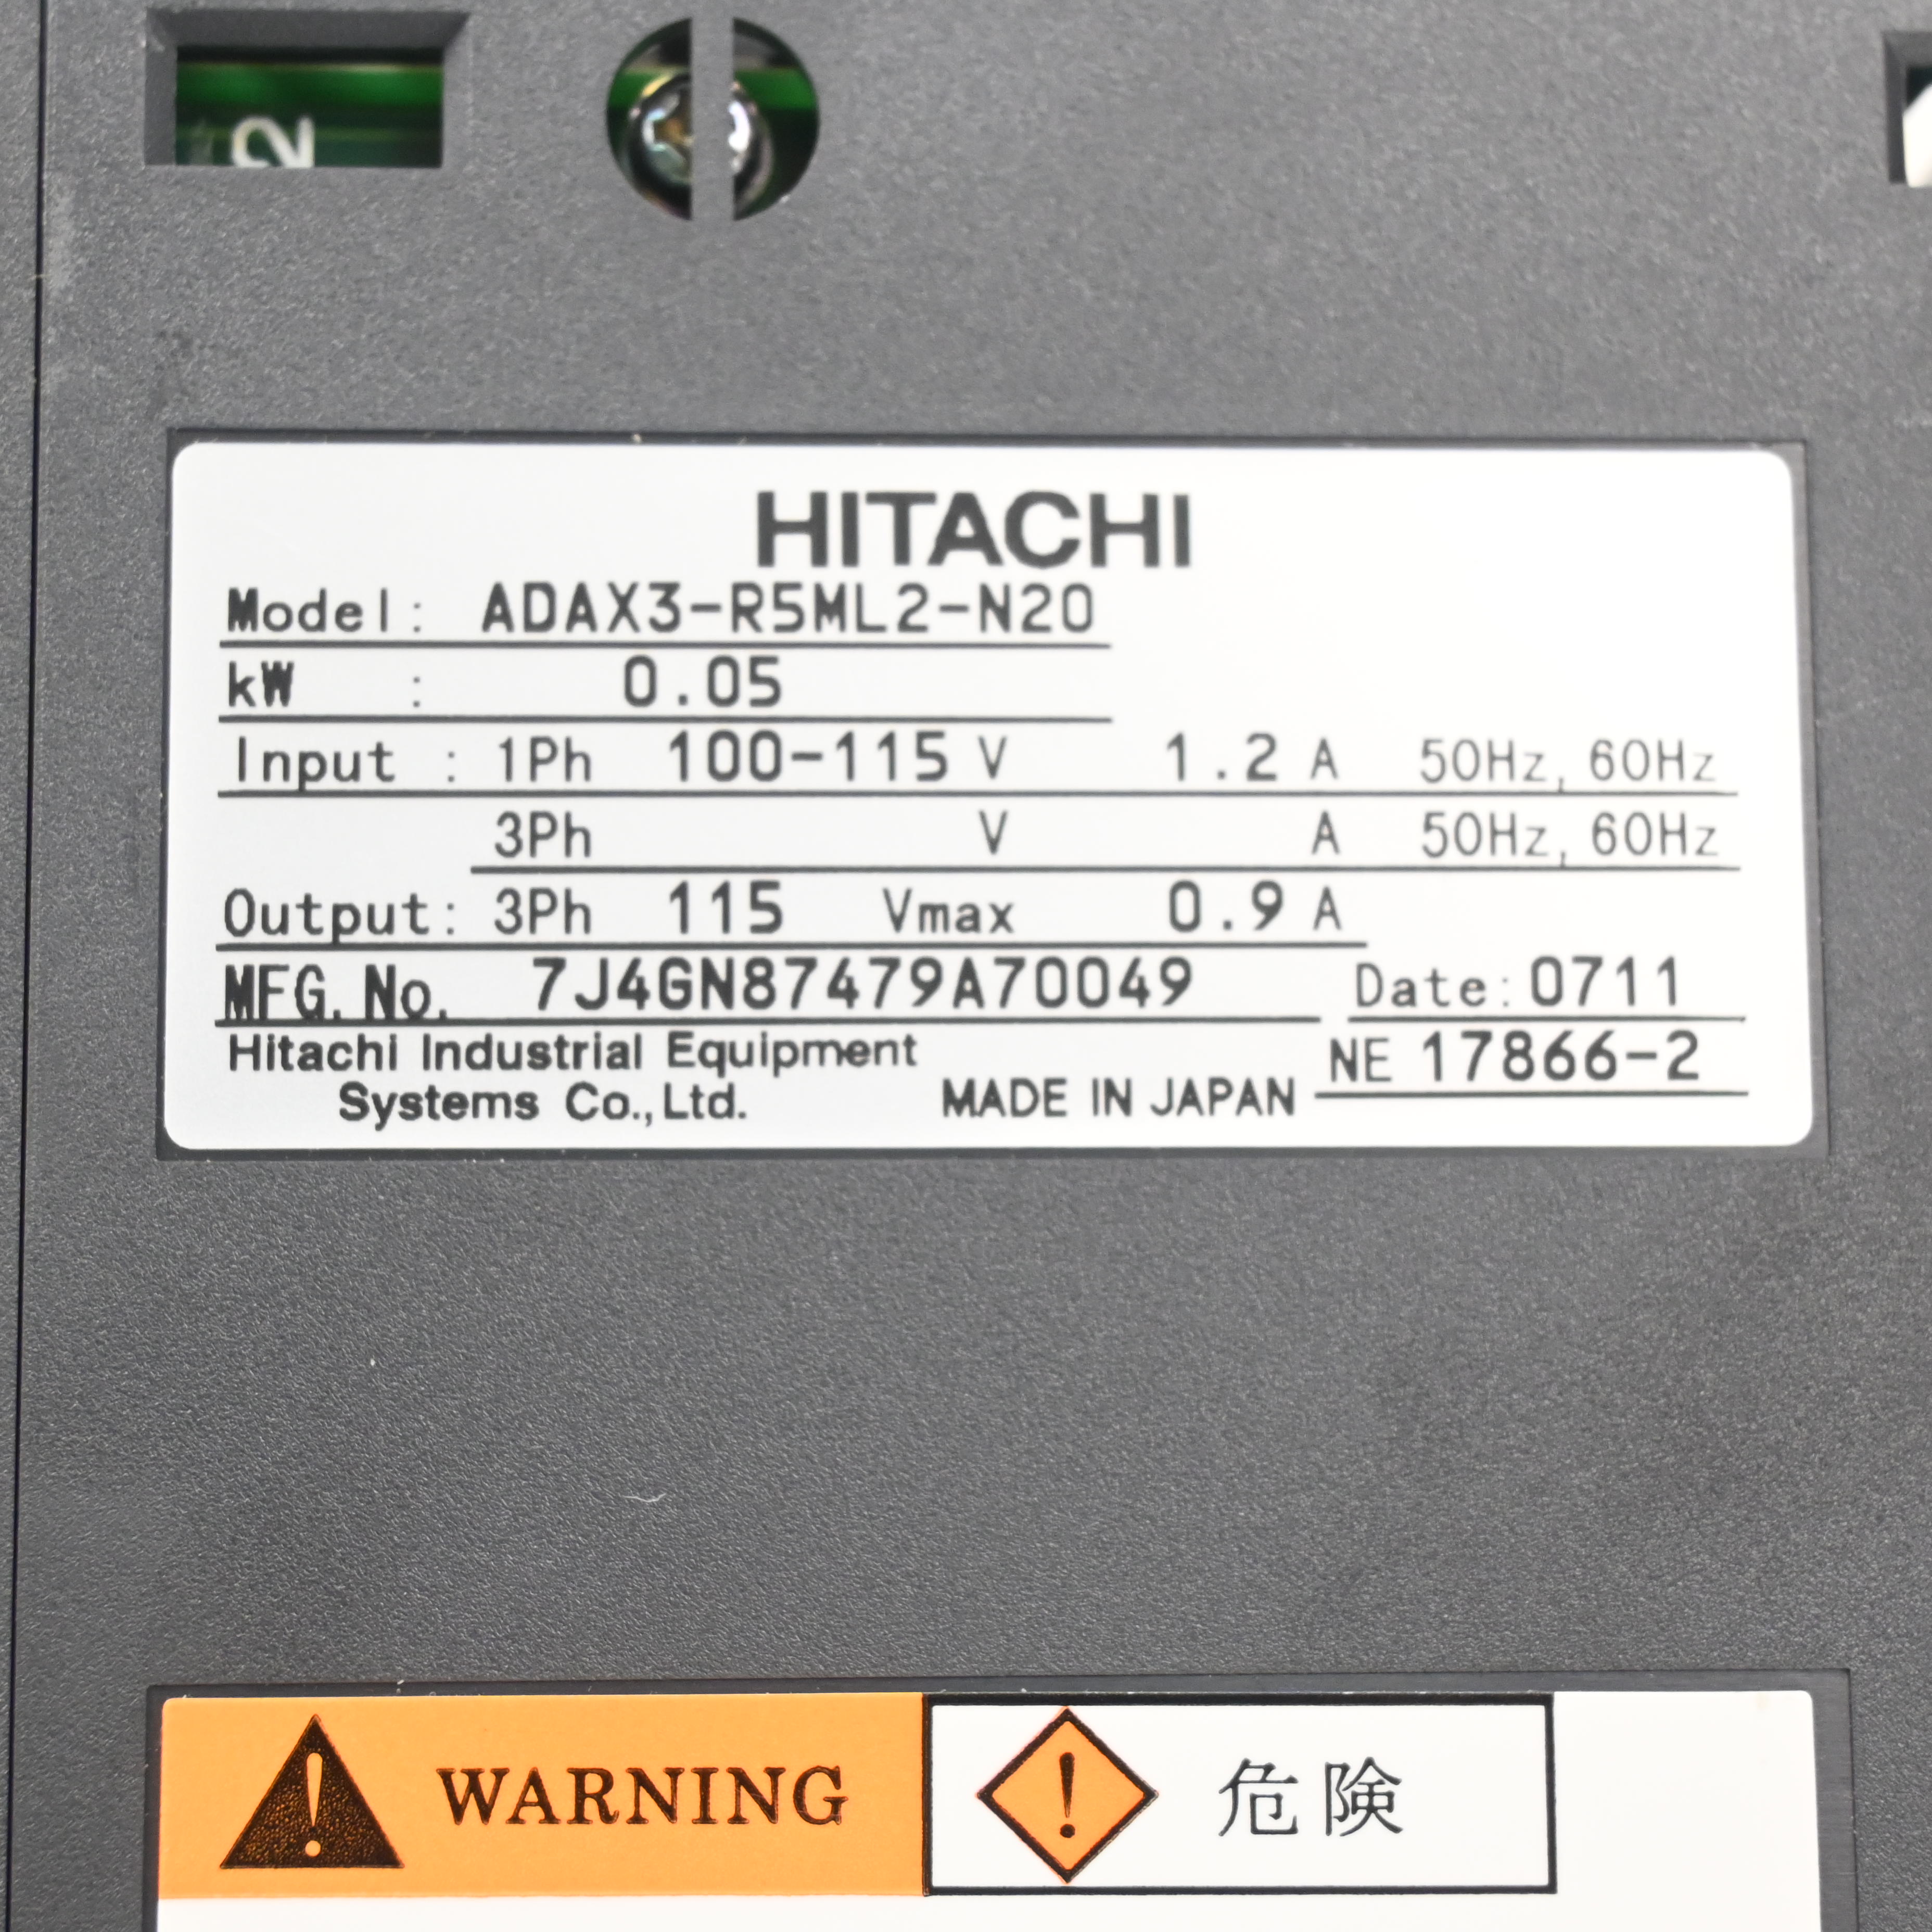 2
HITACHI
Model: ADAX3-R5ML2-N20
kW : 0.05
Input : 1Ph 100-115 V 1.2 A 50Hz, 60Hz
3Ph V A 50Hz, 60Hz
Output: 3Ph 115 Vmax 0.9 A
MFG. No. 7J4GN87479A70049 Date: 0711
Hitachi Industrial Equipment NE 17866-2
Systems Co., Ltd. MADE IN JAPAN
WARNING 危険